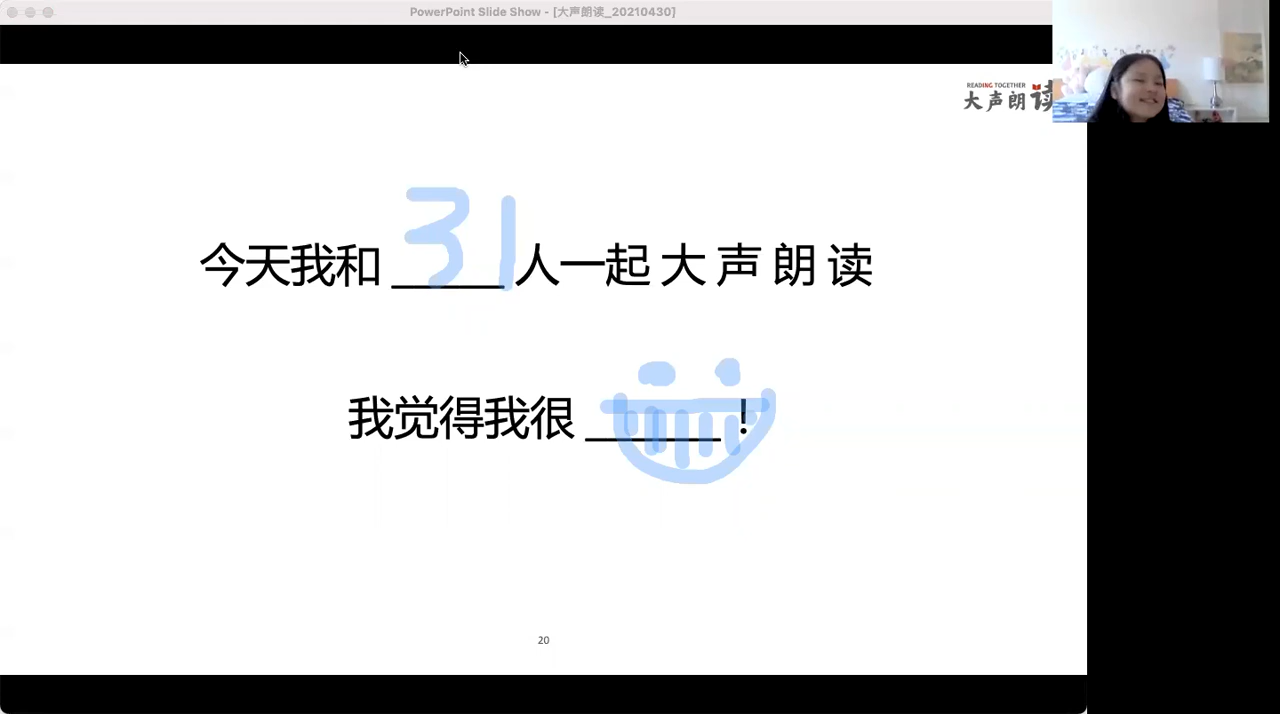 PowerPoint Slide Show - [大声朗读_20210430]
READING TOGETHER
大声朗读
今天我和 31 人一起 大 声 朗 读
我觉得我很 ______ !
20